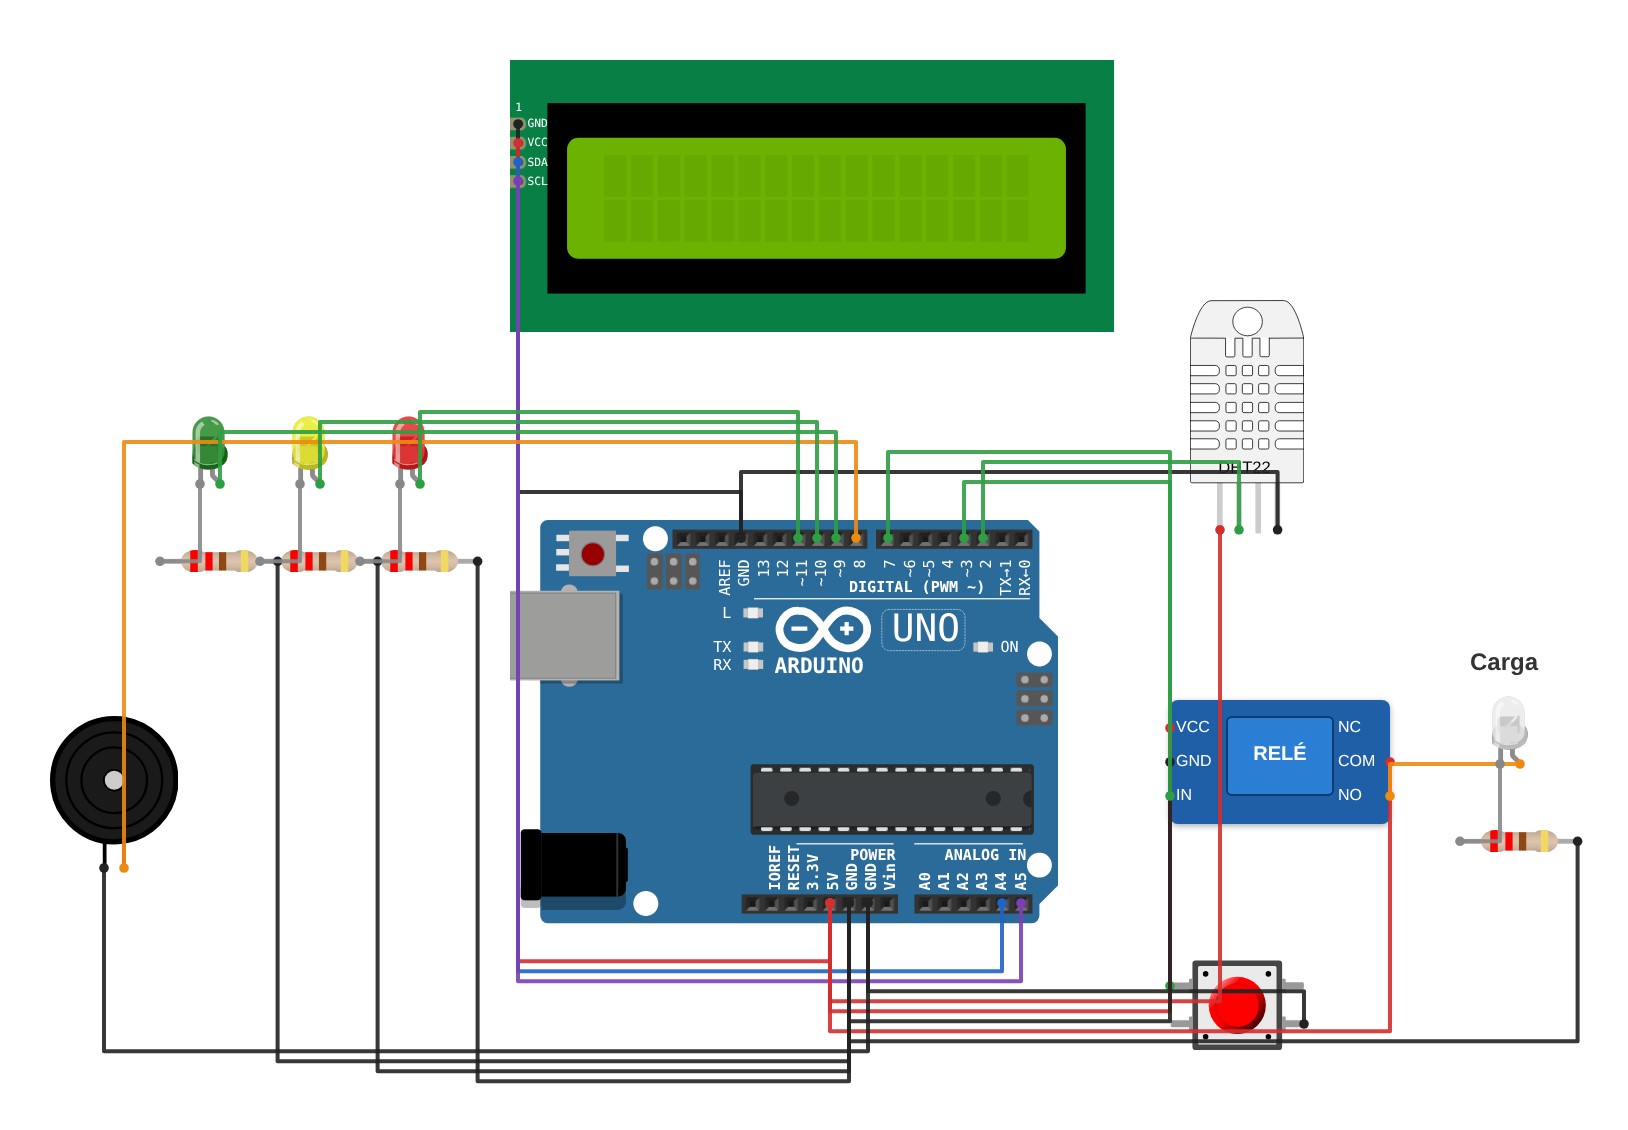 1
GND
VCC
SDA
SCL
DHT22
AREF
GND
13
12
~11
~10
~9
8
7
~6
~5
4
~3
2
TX→1
RX←0
DIGITAL (PWM ~)
L
TX
RX
ARDUINO
UNO
ON
Carga
VCC
GND
IN
RELÉ
NC
COM
NO
IOREF
RESET
3.3V
5V
GND
GND
Vin
POWER
ANALOG IN
A0
A1
A2
A3
A4
A5